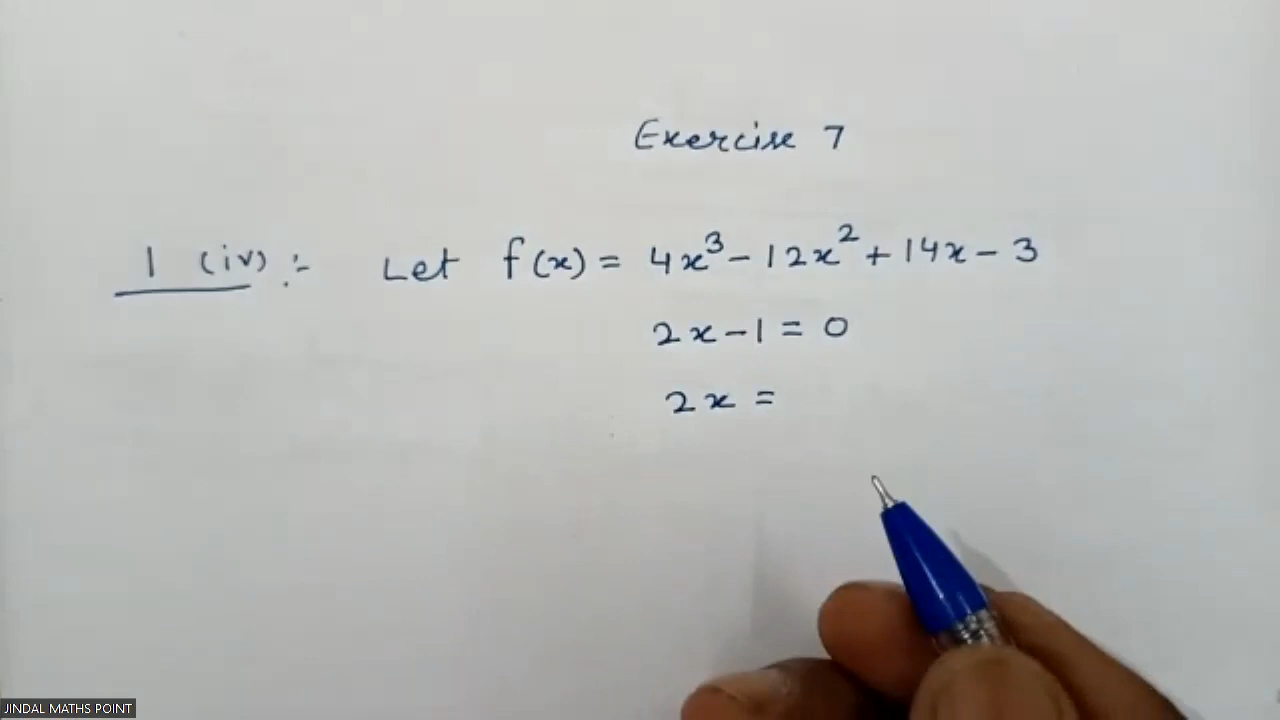 Exercise 7
1 (iv) :- Let f(x) = 4x³ - 12x² + 14x - 3
2x - 1 = 0
2x =
JINDAL MATHS POINT